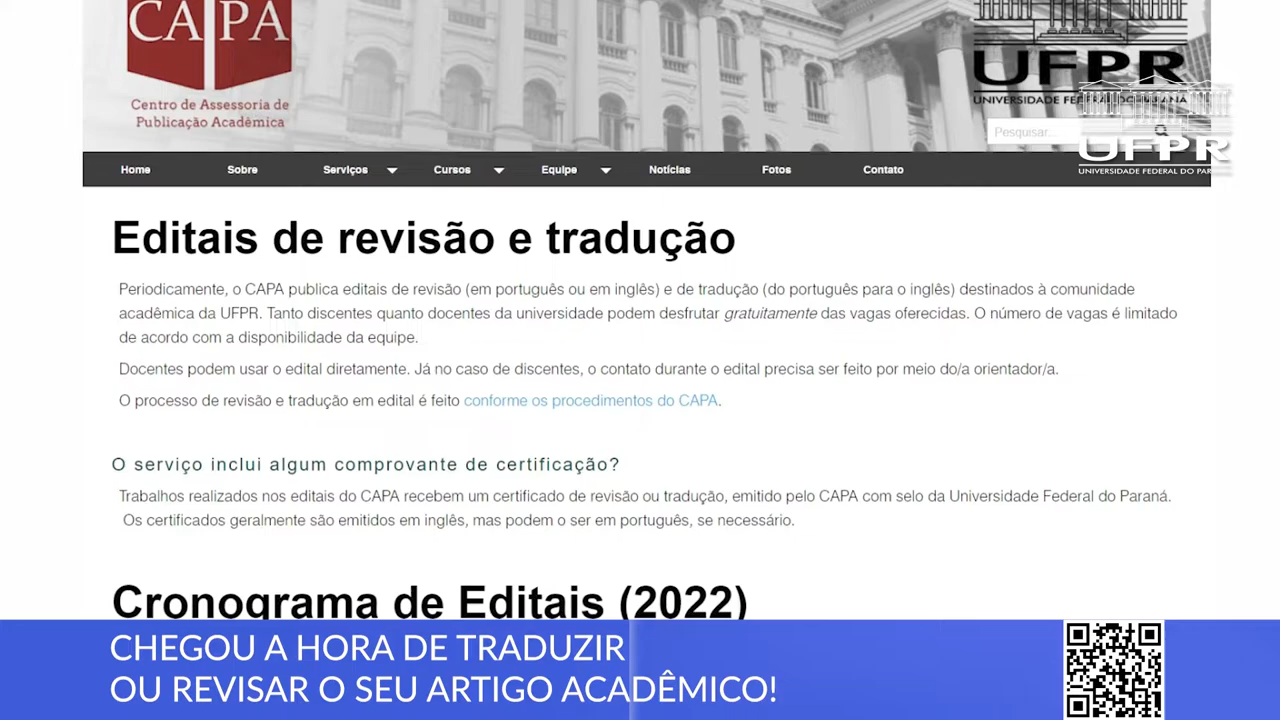 CAPA
Centro de Assessoria de
Publicação Acadêmica
UFPR
UNIVERSIDADE FEDERAL DO PARANÁ
Pesquisar...
UFPR
UNIVERSIDADE FEDERAL DO PAR
Home Sobre Serviços Cursos Equipe Notícias Fotos Contato
Editais de revisão e tradução
Periodicamente, o CAPA publica editais de revisão (em português ou em inglês) e de tradução (do português para o inglês) destinados à comunidade
acadêmica da UFPR. Tanto discentes quanto docentes da universidade podem desfrutar gratuitamente das vagas oferecidas. O número de vagas é limitado
de acordo com a disponibilidade da equipe.
Docentes podem usar o edital diretamente. Já no caso de discentes, o contato durante o edital precisa ser feito por meio do/a orientador/a.
O processo de revisão e tradução em edital é feito conforme os procedimentos do CAPA.
O serviço inclui algum comprovante de certificação?
Trabalhos realizados nos editais do CAPA recebem um certificado de revisão ou tradução, emitido pelo CAPA com selo da Universidade Federal do Paraná.
Os certificados geralmente são emitidos em inglês, mas podem o ser em português, se necessário.
Cronograma de Editais (2022)
CHEGOU A HORA DE TRADUZIR
OU REVISAR O SEU ARTIGO ACADÊMICO!